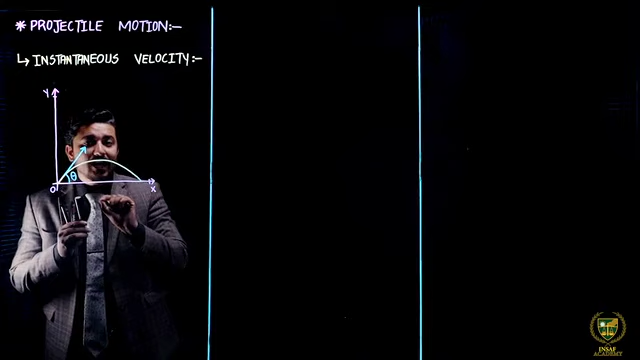 * PROJECTILE MOTION:-
↳ INSTANTANEOUS VELOCITY:-
Y
θ
O
X
INSAF
ACADEMY